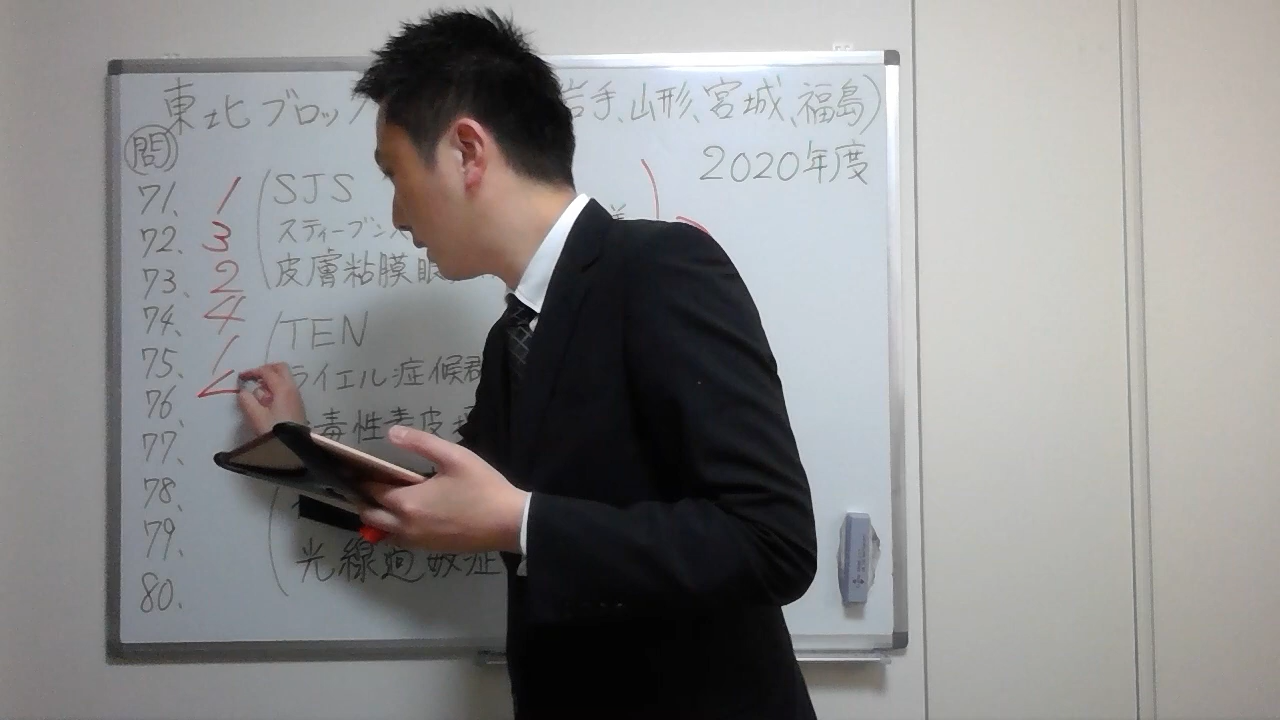 東北ブロック 岩手、山形、宮城、福島)
2020年度
問
71. 1
72. 3
73. 2
74. 4
75. 1
76.
77.
78.
79.
80.
(SJS
スティーブンス
皮膚粘膜眼
(TEN
ライエル症候群
毒性表皮
光線過敏症